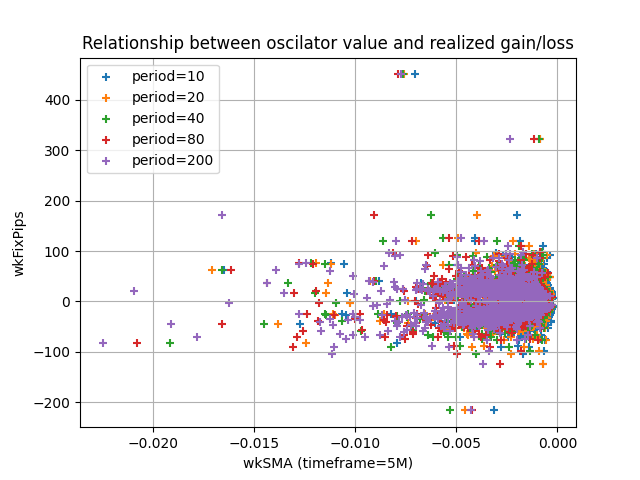 Relationship between oscilator value and realized gain/loss
period=10
period=20
period=40
period=80
period=200
400
300
200
100
0
−100
−200
wkFixPips
−0.020
−0.015
−0.010
−0.005
0.000
wkSMA (timeframe=5M)